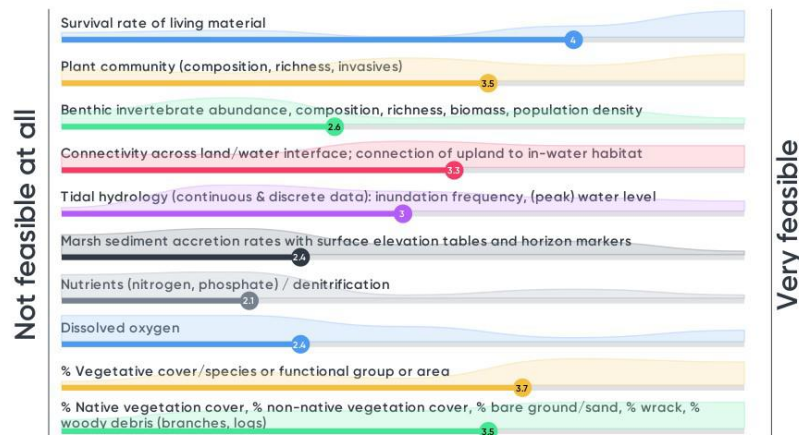 Survival rate of living material
4
Plant community (composition, richness, invasives)
3.5
Benthic invertebrate abundance, composition, richness, biomass, population density
2.6
Connectivity across land/water interface; connection of upland to in-water habitat
3.3
Tidal hydrology (continuous & discrete data): inundation frequency, (peak) water level
3
Marsh sediment accretion rates with surface elevation tables and horizon markers
2.4
Nutrients (nitrogen, phosphate) / denitrification
2.1
Dissolved oxygen
2.4
% Vegetative cover/species or functional group or area
3.7
% Native vegetation cover, % non-native vegetation cover, % bare ground/sand, % wrack, %
woody debris (branches, logs)
3.5
Not feasible at all
Very feasible